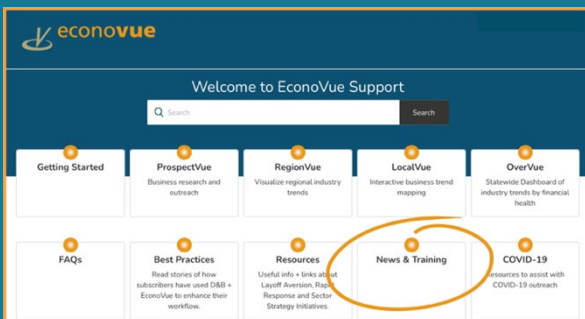 econovue
Welcome to EconoVue Support
Search
Search
Getting Started
ProspectVue
Business research and
outreach
RegionVue
Visualize regional industry
trends
LocalVue
Interactive business trend
mapping
OverVue
Statewide Dashboard of
industry trends by financial
health
FAQs
Best Practices
Read stories of how
subscribers have used D&B +
EconoVue to enhance their
workflow.
Resources
Useful info + links about
Layoff Aversion, Rapid
Response and Sector
Strategy Initiatives.
News & Training
COVID-19
Resources to assist with
COVID-19 outreach